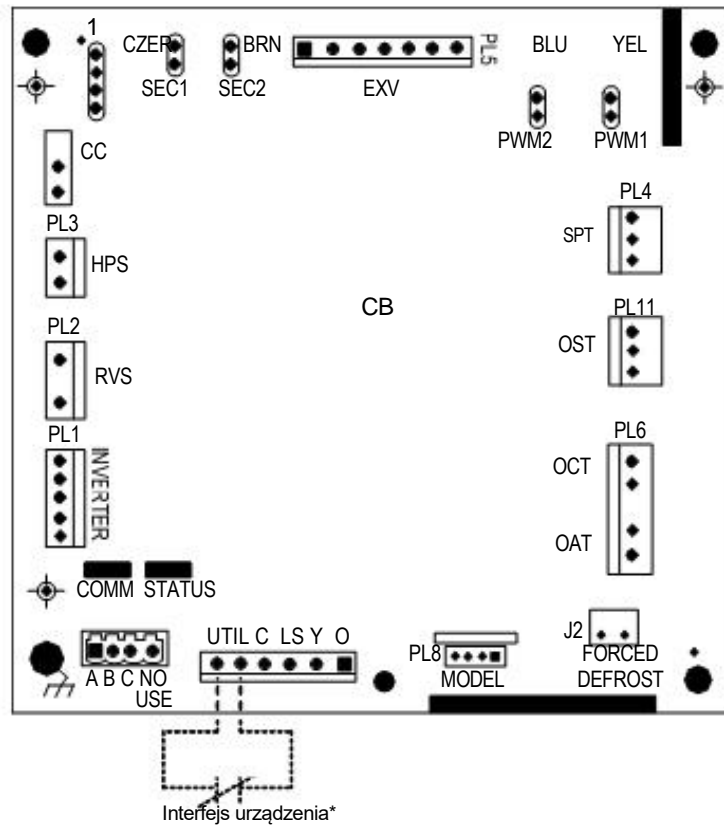 1
CZER
BRN
PL5
BLU
YEL
SEC1
SEC2
EXV
PWM2
PWM1
CC
PL4
SPT
PL3
HPS
CB
PL11
OST
PL2
RVS
PL1
INVERTER
PL6
OCT
OAT
COMM STATUS
UTIL C LS Y O
J2
PL8
FORCED
A B C NO
MODEL
DEFROST
USE
Interfejs urządzenia*